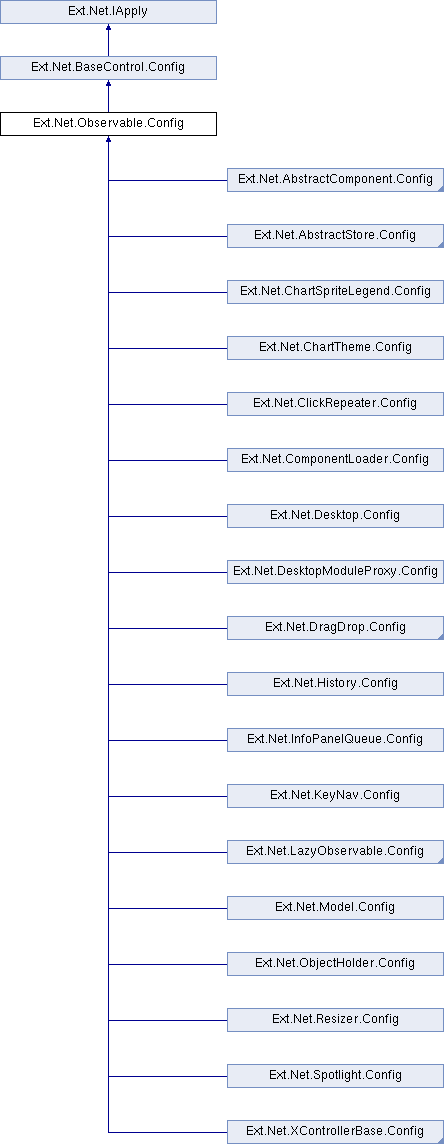 Ext.Net.IApply
Ext.Net.BaseControl.Config
Ext.Net.Observable.Config
Ext.Net.AbstractComponent.Config
Ext.Net.AbstractStore.Config
Ext.Net.ChartSpriteLegend.Config
Ext.Net.ChartTheme.Config
Ext.Net.ClickRepeater.Config
Ext.Net.ComponentLoader.Config
Ext.Net.Desktop.Config
Ext.Net.DesktopModuleProxy.Config
Ext.Net.DragDrop.Config
Ext.Net.History.Config
Ext.Net.InfoPanelQueue.Config
Ext.Net.KeyNav.Config
Ext.Net.LazyObservable.Config
Ext.Net.Model.Config
Ext.Net.ObjectHolder.Config
Ext.Net.Resizer.Config
Ext.Net.Spotlight.Config
Ext.Net.XControllerBase.Config